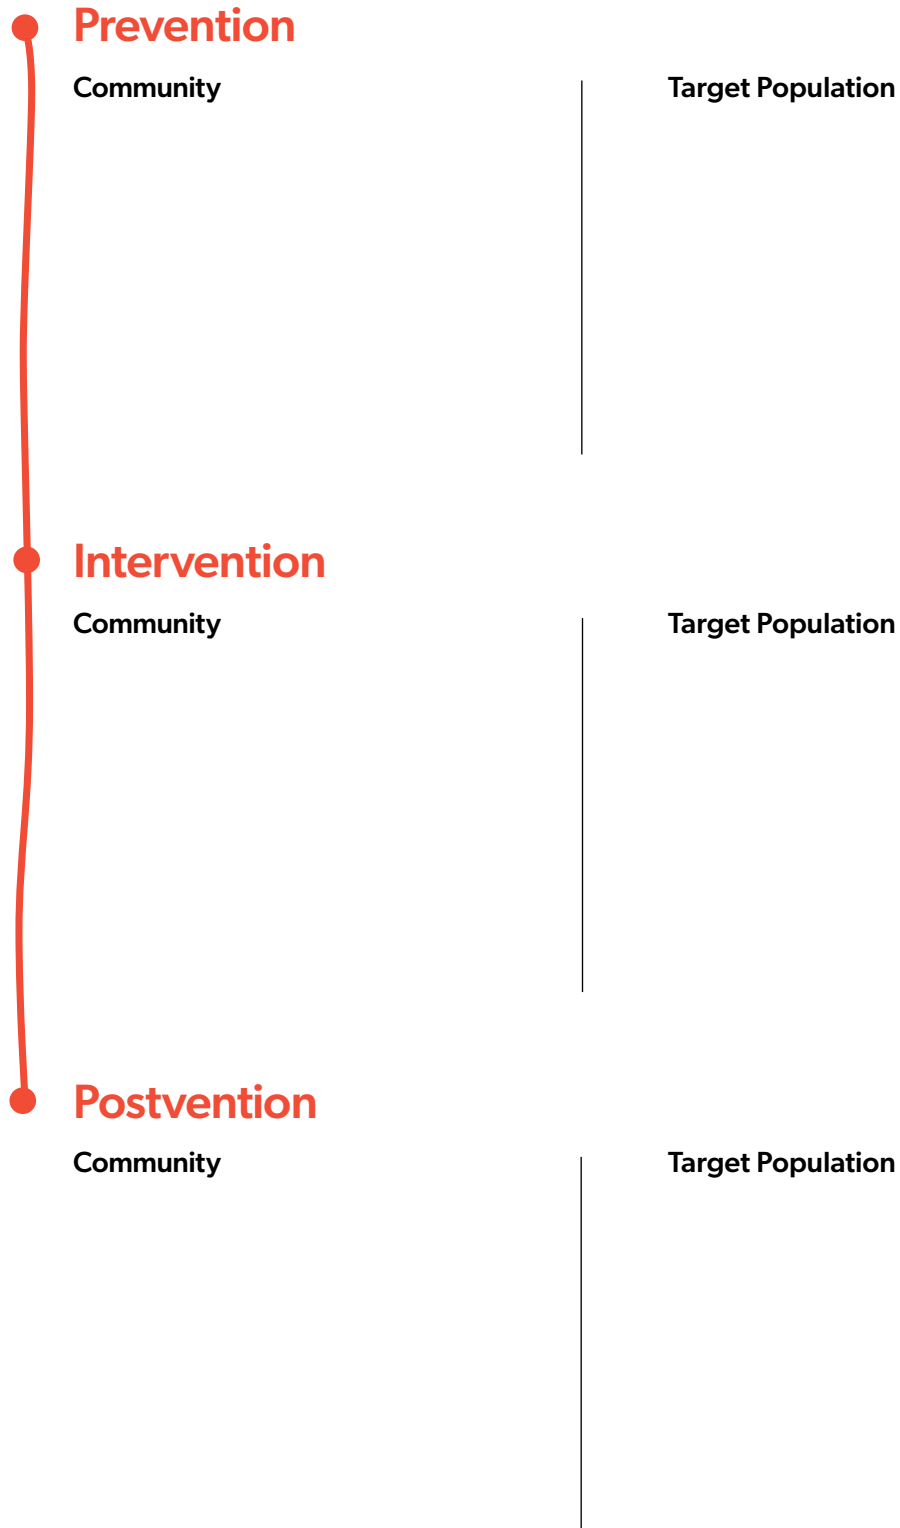 Prevention
Community
Target Population
Intervention
Community
Target Population
Postvention
Community
Target Population